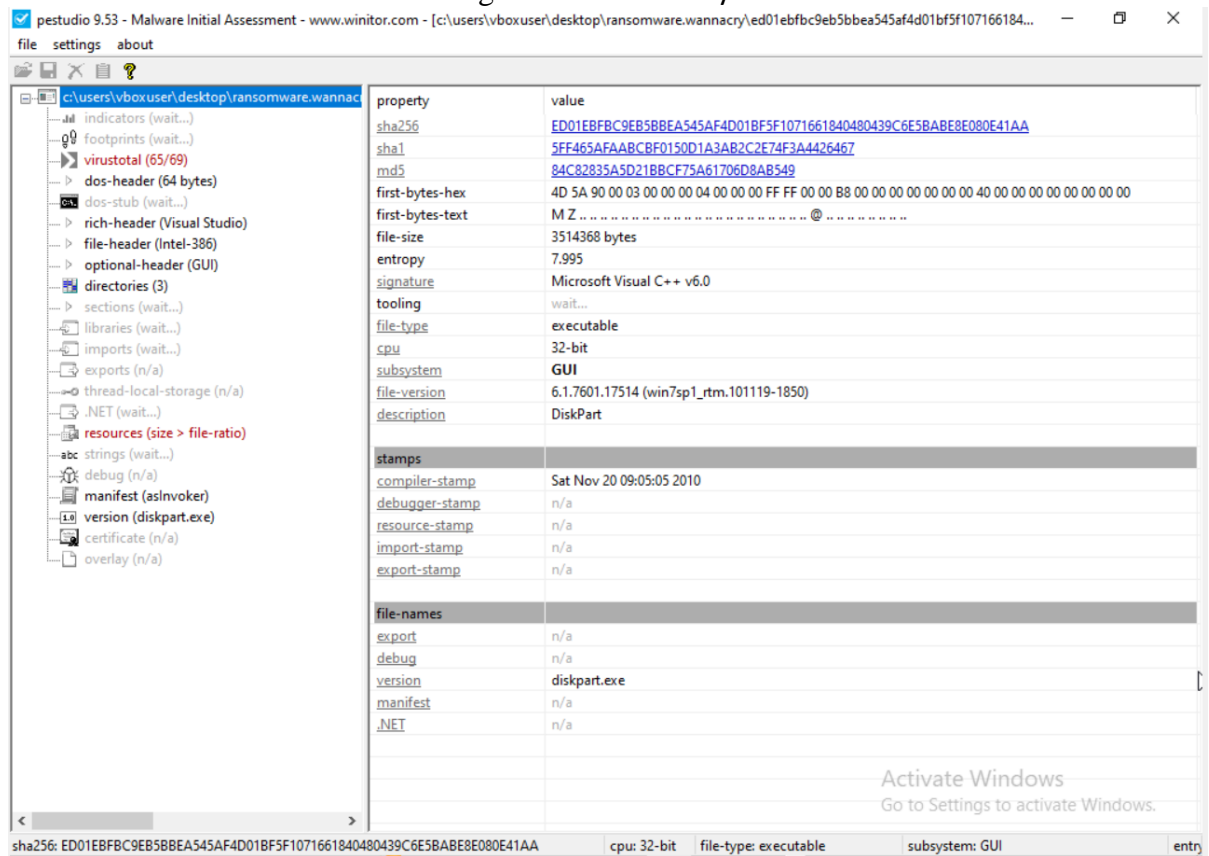 pestudio 9.53 - Malware Initial Assessment - www.winitor.com - [c:\users\vboxuser\desktop\ransomware.wannacry\ed01ebfbc9eb5bbea545af4d01bf5f107166184...
file settings about
c:\users\vboxuser\desktop\ransomware.wannac
indicators (wait...)
footprints (wait...)
virustotal (65/69)
dos-header (64 bytes)
dos-stub (wait...)
rich-header (Visual Studio)
file-header (Intel-386)
optional-header (GUI)
directories (3)
sections (wait...)
libraries (wait...)
imports (wait...)
exports (n/a)
thread-local-storage (n/a)
.NET (wait...)
resources (size > file-ratio)
abc strings (wait...)
debug (n/a)
manifest (asInvoker)
1.0 version (diskpart.exe)
certificate (n/a)
overlay (n/a)
property value
sha256 ED01EBFBC9EB5BBEA545AF4D01BF5F1071661840480439C6E5BABE8E080E41AA
sha1 5FF465AFAABCBF0150D1A3AB2C2E74F3A4426467
md5 84C82835A5D21BBCF75A61706D8AB549
first-bytes-hex 4D 5A 90 00 03 00 00 00 04 00 00 00 FF FF 00 00 B8 00 00 00 00 00 00 00 40 00 00 00 00 00 00 00 00
first-bytes-text M Z .. .. .. .. .. .. .. .. .. .. .. .. .. .. .. .. .. .. .. .. .. .. @ .. .. .. .. .. .. .. ..
file-size 3514368 bytes
entropy 7.995
signature Microsoft Visual C++ v6.0
tooling wait...
file-type executable
cpu 32-bit
subsystem GUI
file-version 6.1.7601.17514 (win7sp1_rtm.101119-1850)
description DiskPart
stamps
compiler-stamp Sat Nov 20 09:05:05 2010
debugger-stamp n/a
resource-stamp n/a
import-stamp n/a
export-stamp n/a
file-names
export n/a
debug n/a
version diskpart.exe
manifest n/a
.NET n/a
Activate Windows
Go to Settings to activate Windows.
sha256: ED01EBFBC9EB5BBEA545AF4D01BF5F1071661840480439C6E5BABE8E080E41AA cpu: 32-bit file-type: executable subsystem: GUI entry